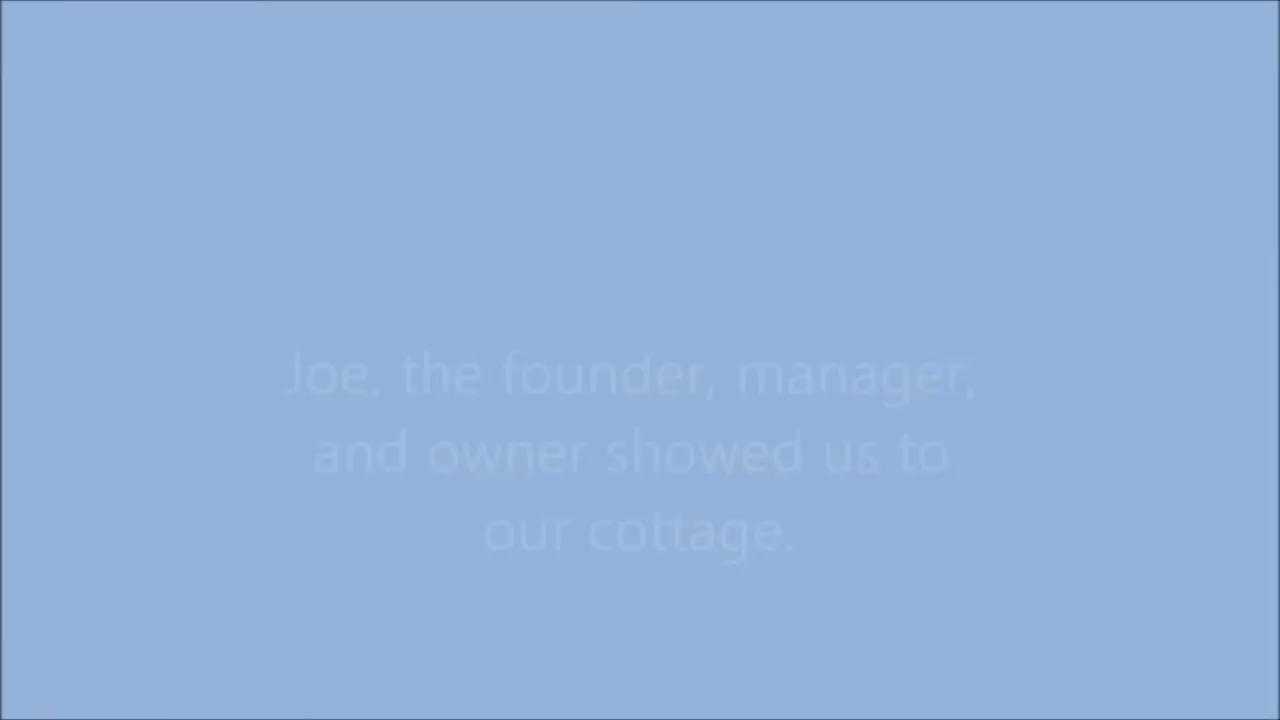 Joe, the founder, manager,
and owner showed us to
our cottage.